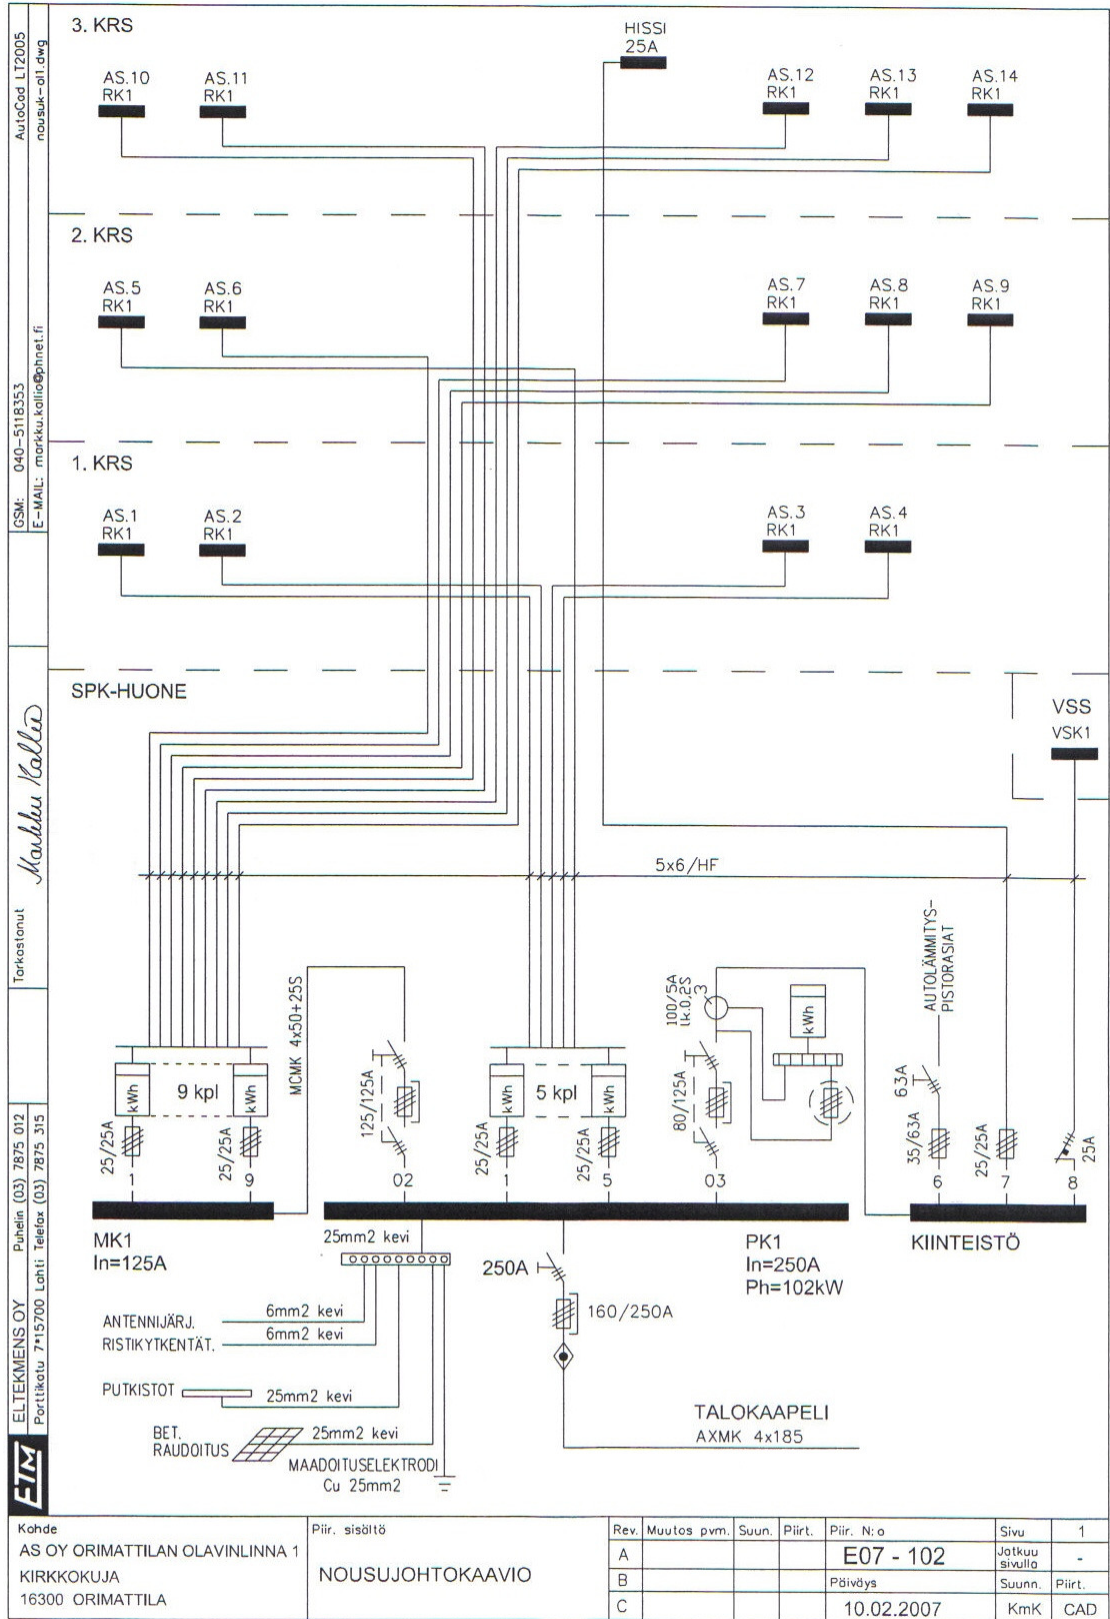 3. KRS
HISSI
25A
AS.10
RK1
AS.11
RK1
AS.12
RK1
AS.13
RK1
AS.14
RK1
2. KRS
AS.5
RK1
AS.6
RK1
AS.7
RK1
AS.8
RK1
AS.9
RK1
1. KRS
AS.1
RK1
AS.2
RK1
AS.3
RK1
AS.4
RK1
SPK-HUONE
VSS
VSK1
5x6/HF
AUTOLÄMMITYS-
PISTORASIAT
MCMK 4x50+25S
100/5A
lk.0,2S
3
kWh
kWh
9 kpl
kWh
125/125A
kWh
5 kpl
kWh
80/125A
63A
25/25A
25/25A
25/25A
25/25A
35/63A
25/25A
25A
1
9
02
1
5
03
6
7
8
MK1
In=125A
25mm2 kevi
250A
160/250A
PK1
In=250A
Ph=102kW
KIINTEISTÖ
ANTENNIJÄRJ.
6mm2 kevi
RISTIKYTKENTÄT.
6mm2 kevi
PUTKISTOT
25mm2 kevi
BET.
RAUDOITUS
25mm2 kevi
MAADOITUSELEKTRODI
Cu 25mm2
TALOKAAPELI
AXMK 4x185
AutoCad LT2005
nousuk-ol1.dwg
GSM: 040-5118353
E-MAIL: markku.kallio@phnet.fi
Tarkastanut
Markku Kallio
ELTEKMENS OY Puhelin (03) 7875 012
Porttikatu 7*15700 Lahti Telefax (03) 7875 315
ETM
Kohde
AS OY ORIMATTILAN OLAVINLINNA 1
KIRKKOKUJA
16300 ORIMATTILA
Piir. sisältö
NOUSUJOHTOKAAVIO
Rev. Muutos pvm. Suun. Piirt. Piir. N:o Sivu 1
A E07 - 102 Jatkuu sivulla -
B Päiväys Suunn. Piirt.
C 10.02.2007 KmK CAD